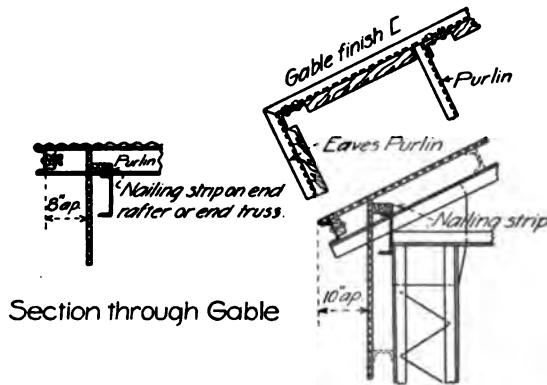 Gable finish [
Purlin
Eaves Purlin
Purlin
Nailing strip on end
rafter or end truss.
8"ap.
Nailing strip
10"ap.
Section through Gable